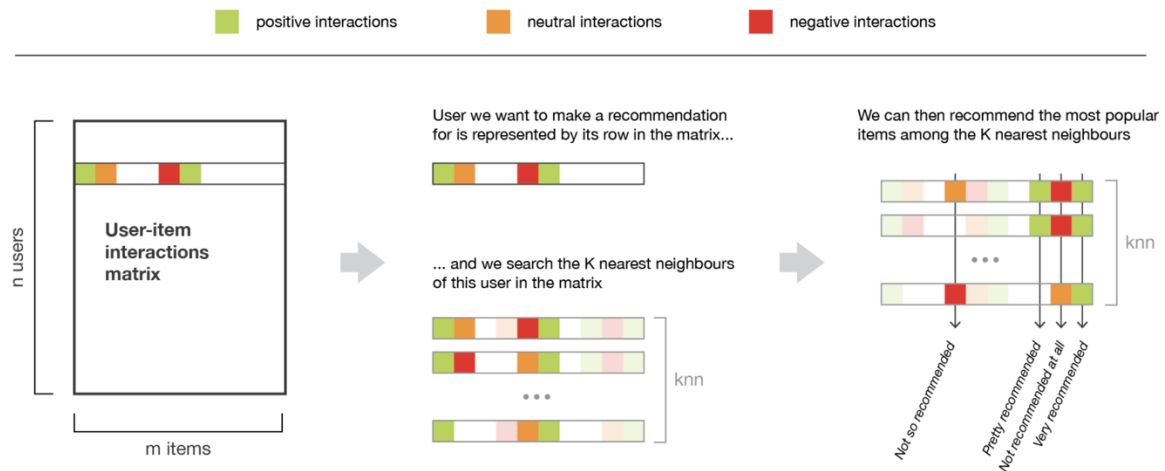 positive interactions
neutral interactions
negative interactions
n users
User-item
interactions
matrix
m items
User we want to make a recommendation
for is represented by its row in the matrix...
... and we search the K nearest neighbours
of this user in the matrix
knn
We can then recommend the most popular
items among the K nearest neighbours
knn
Not so recommended
Pretty recommended
Not recommended at all
Very recommended